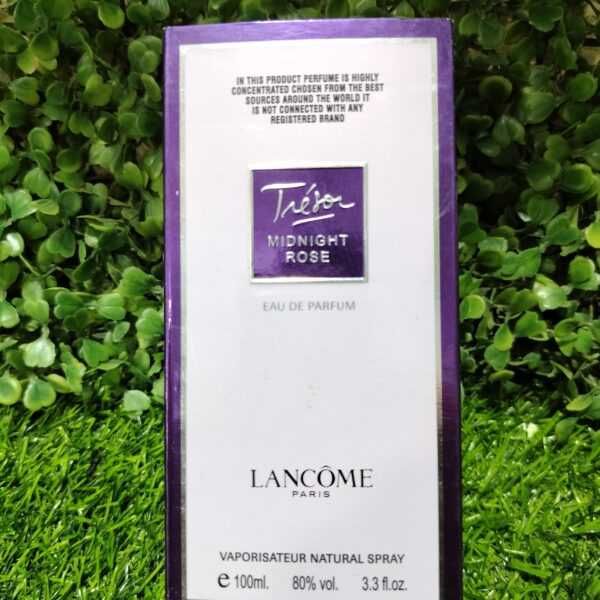 IN THIS PRODUCT PERFUME IS HIGHLY
CONCENTRATED CHOSEN FROM THE BEST
SOURCES AROUND THE WORLD IT
IS NOT CONNECTED WITH ANY
REGISTERED BRAND
Trésor
MIDNIGHT
ROSE
EAU DE PARFUM
LANCÔME
PARIS
VAPORISATEUR NATURAL SPRAY
e 100ml. 80% vol. 3.3 fl.oz.